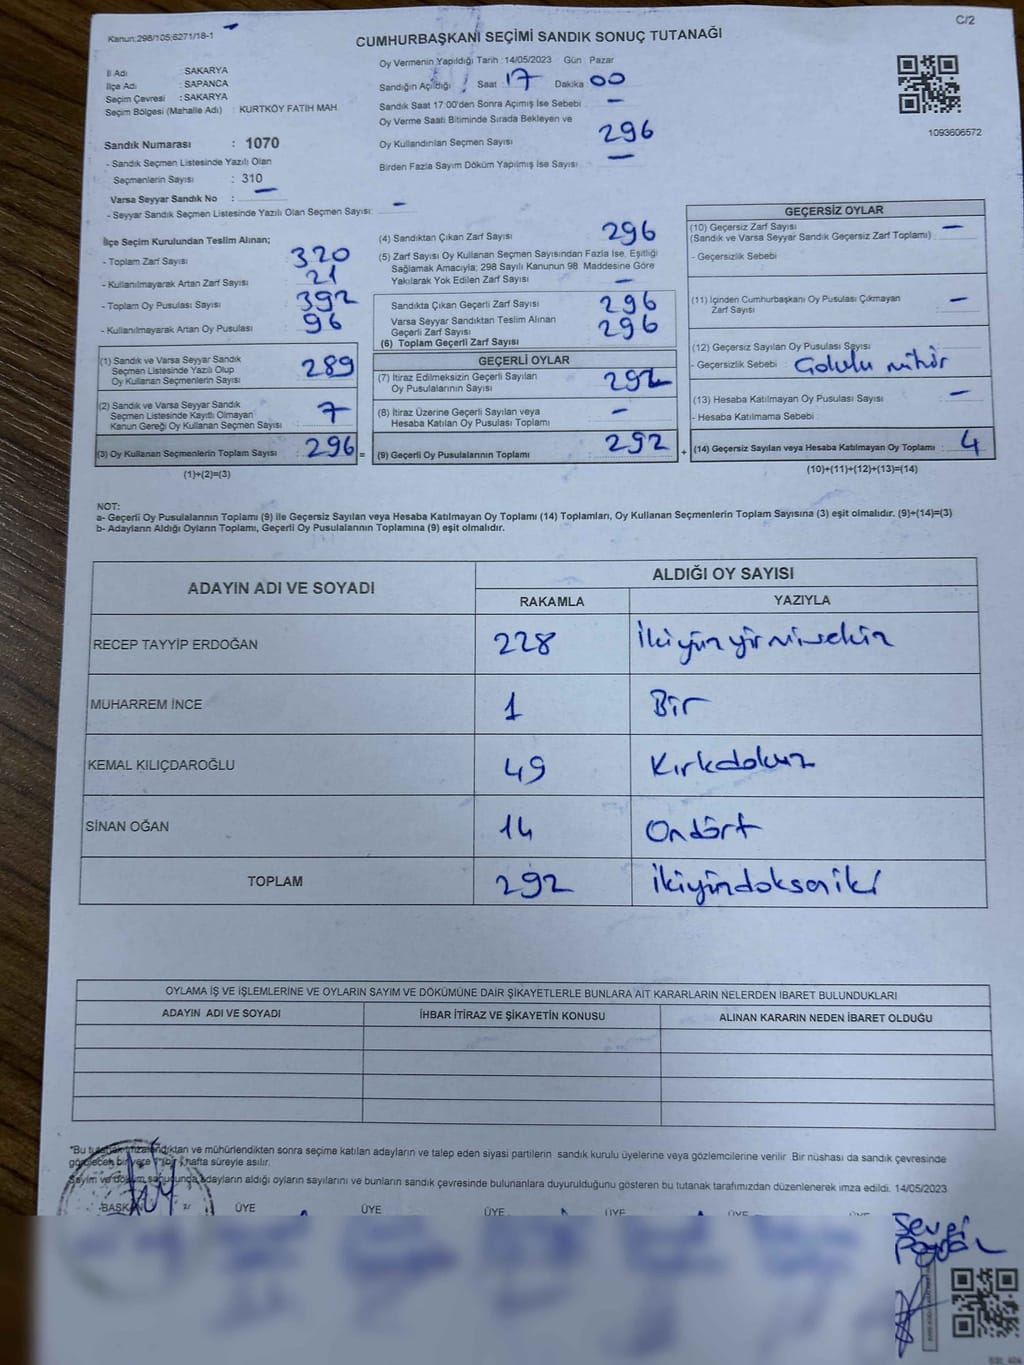 Kanun:298/105;6271/18-1
C/2
CUMHURBAŞKANI SEÇİMİ SANDIK SONUÇ TUTANAĞI
İl Adı : SAKARYA
İlçe Adı : SAPANCA
Seçim Çevresi : SAKARYA
Seçim Bölgesi (Mahalle Adı) : KURTKÖY FATİH MAH
Oy Vermenin Yapıldığı Tarih :14/05/2023 Gün : Pazar
Sandığın Açıldığı Saat 17 Dakika 00
Sandık Saat 17:00'den Sonra Açılmış İse Sebebi —
Oy Verme Saati Bitiminde Sırada Bekleyen ve
Oy Kullandırılan Seçmen Sayısı 296
Birden Fazla Sayım Döküm Yapılmış İse Sayısı —
1093606572
Sandık Numarası : 1070
- Sandık Seçmen Listesinde Yazılı Olan
Seçmenlerin Sayısı : 310
Varsa Seyyar Sandık No : —
- Seyyar Sandık Seçmen Listesinde Yazılı Olan Seçmen Sayısı: —
İlçe Seçim Kurulundan Teslim Alınan;
- Toplam Zarf Sayısı : 320
- Kullanılmayarak Artan Zarf Sayısı : 21
- Toplam Oy Pusulası Sayısı : 392
- Kullanılmayarak Artan Oy Pusulası : 96
(1) Sandık ve Varsa Seyyar Sandık
Seçmen Listesinde Yazılı Olup
Oy Kullanan Seçmenlerin Sayısı : 289
(2) Sandık ve Varsa Seyyar Sandık
Seçmen Listesinde Kayıtlı Olmayan
Kanun Gereği Oy Kullanan Seçmen Sayısı : 7
(3) Oy Kullanan Seçmenlerin Toplam Sayısı : 296 =
(1)+(2)=(3)
(4) Sandıktan Çıkan Zarf Sayısı : 296
(5) Zarf Sayısı Oy Kullanan Seçmen Sayısından Fazla İse, Eşitliği
Sağlamak Amacıyla; 298 Sayılı Kanunun 98. Maddesine Göre
Yakılarak Yok Edilen Zarf Sayısı : —
Sandıkta Çıkan Geçerli Zarf Sayısı : 296
Varsa Seyyar Sandıktan Teslim Alınan
Geçerli Zarf Sayısı : 296
(6) Toplam Geçerli Zarf Sayısı
GEÇERLİ OYLAR
(7) İtiraz Edilmeksizin Geçerli Sayılan
Oy Pusulalarının Sayısı : 292
(8) İtiraz Üzerine Geçerli Sayılan veya
Hesaba Katılan Oy Pusulası Toplamı : —
(9) Geçerli Oy Pusulalarının Toplamı : 292 +
GEÇERSİZ OYLAR
(10) Geçersiz Zarf Sayısı : —
(Sandık ve Varsa Seyyar Sandık Geçersiz Zarf Toplamı)
- Geçersizlik Sebebi :
(11) İçinden Cumhurbaşkanı Oy Pusulası Çıkmayan
Zarf Sayısı : —
(12) Geçersiz Sayılan Oy Pusulası Sayısı :
- Geçersizlik Sebebi :
(13) Hesaba Katılmayan Oy Pusulası Sayısı : —
- Hesaba Katılmama Sebebi :
(14) Geçersiz Sayılan veya Hesaba Katılmayan Oy Toplamı : 4
(10)+(11)+(12)+(13)=(14)
NOT:
a- Geçerli Oy Pusulalarının Toplamı (9) ile Geçersiz Sayılan veya Hesaba Katılmayan Oy Toplamı (14) Toplamları, Oy Kullanan Seçmenlerin Toplam Sayısına (3) eşit olmalıdır. (9)+(14)=(3)
b- Adayların Aldığı Oyların Toplamı, Geçerli Oy Pusulalarının Toplamına (9) eşit olmalıdır.
ADAYIN ADI VE SOYADI
ALDIĞI OY SAYISI
RAKAMLA YAZIYLA
RECEP TAYYİP ERDOĞAN 228 İkiyüzyirmisekiz
MUHARREM İNCE 1 Bir
KEMAL KILIÇDAROĞLU 49 Kırkdokuz
SİNAN OĞAN 14 Ondört
TOPLAM 292 İkiyüzdoksaniki
OYLAMA İŞ VE İŞLEMLERİNE VE OYLARIN SAYIM VE DÖKÜMÜNE DAİR ŞİKAYETLERLE BUNLARA AİT KARARLARIN NELERDEN İBARET BULUNDUKLARI
ADAYIN ADI VE SOYADI İHBAR İTİRAZ VE ŞİKAYETİN KONUSU ALINAN KARARIN NEDEN İBARET OLDUĞU
*Bu tutanak imzalandıktan ve mühürlendikten sonra seçime katılan adayların ve talep eden siyasi partilerin sandık kurulu üyelerine veya gözlemcilerine verilir. Bir nüshası da sandık çevresinde
görülecek bir yere 1 (bir) hafta süreyle asılır.
Sayım ve döküm sonucunda adayların aldığı oyların sayılarını ve bunların sandık çevresinde bulunanlara duyurulduğunu gösteren bu tutanak tarafımızdan düzenlenerek imza edildi. 14/05/2023
BAŞKAN ÜYE ÜYE ÜYE ÜYE ÜYE